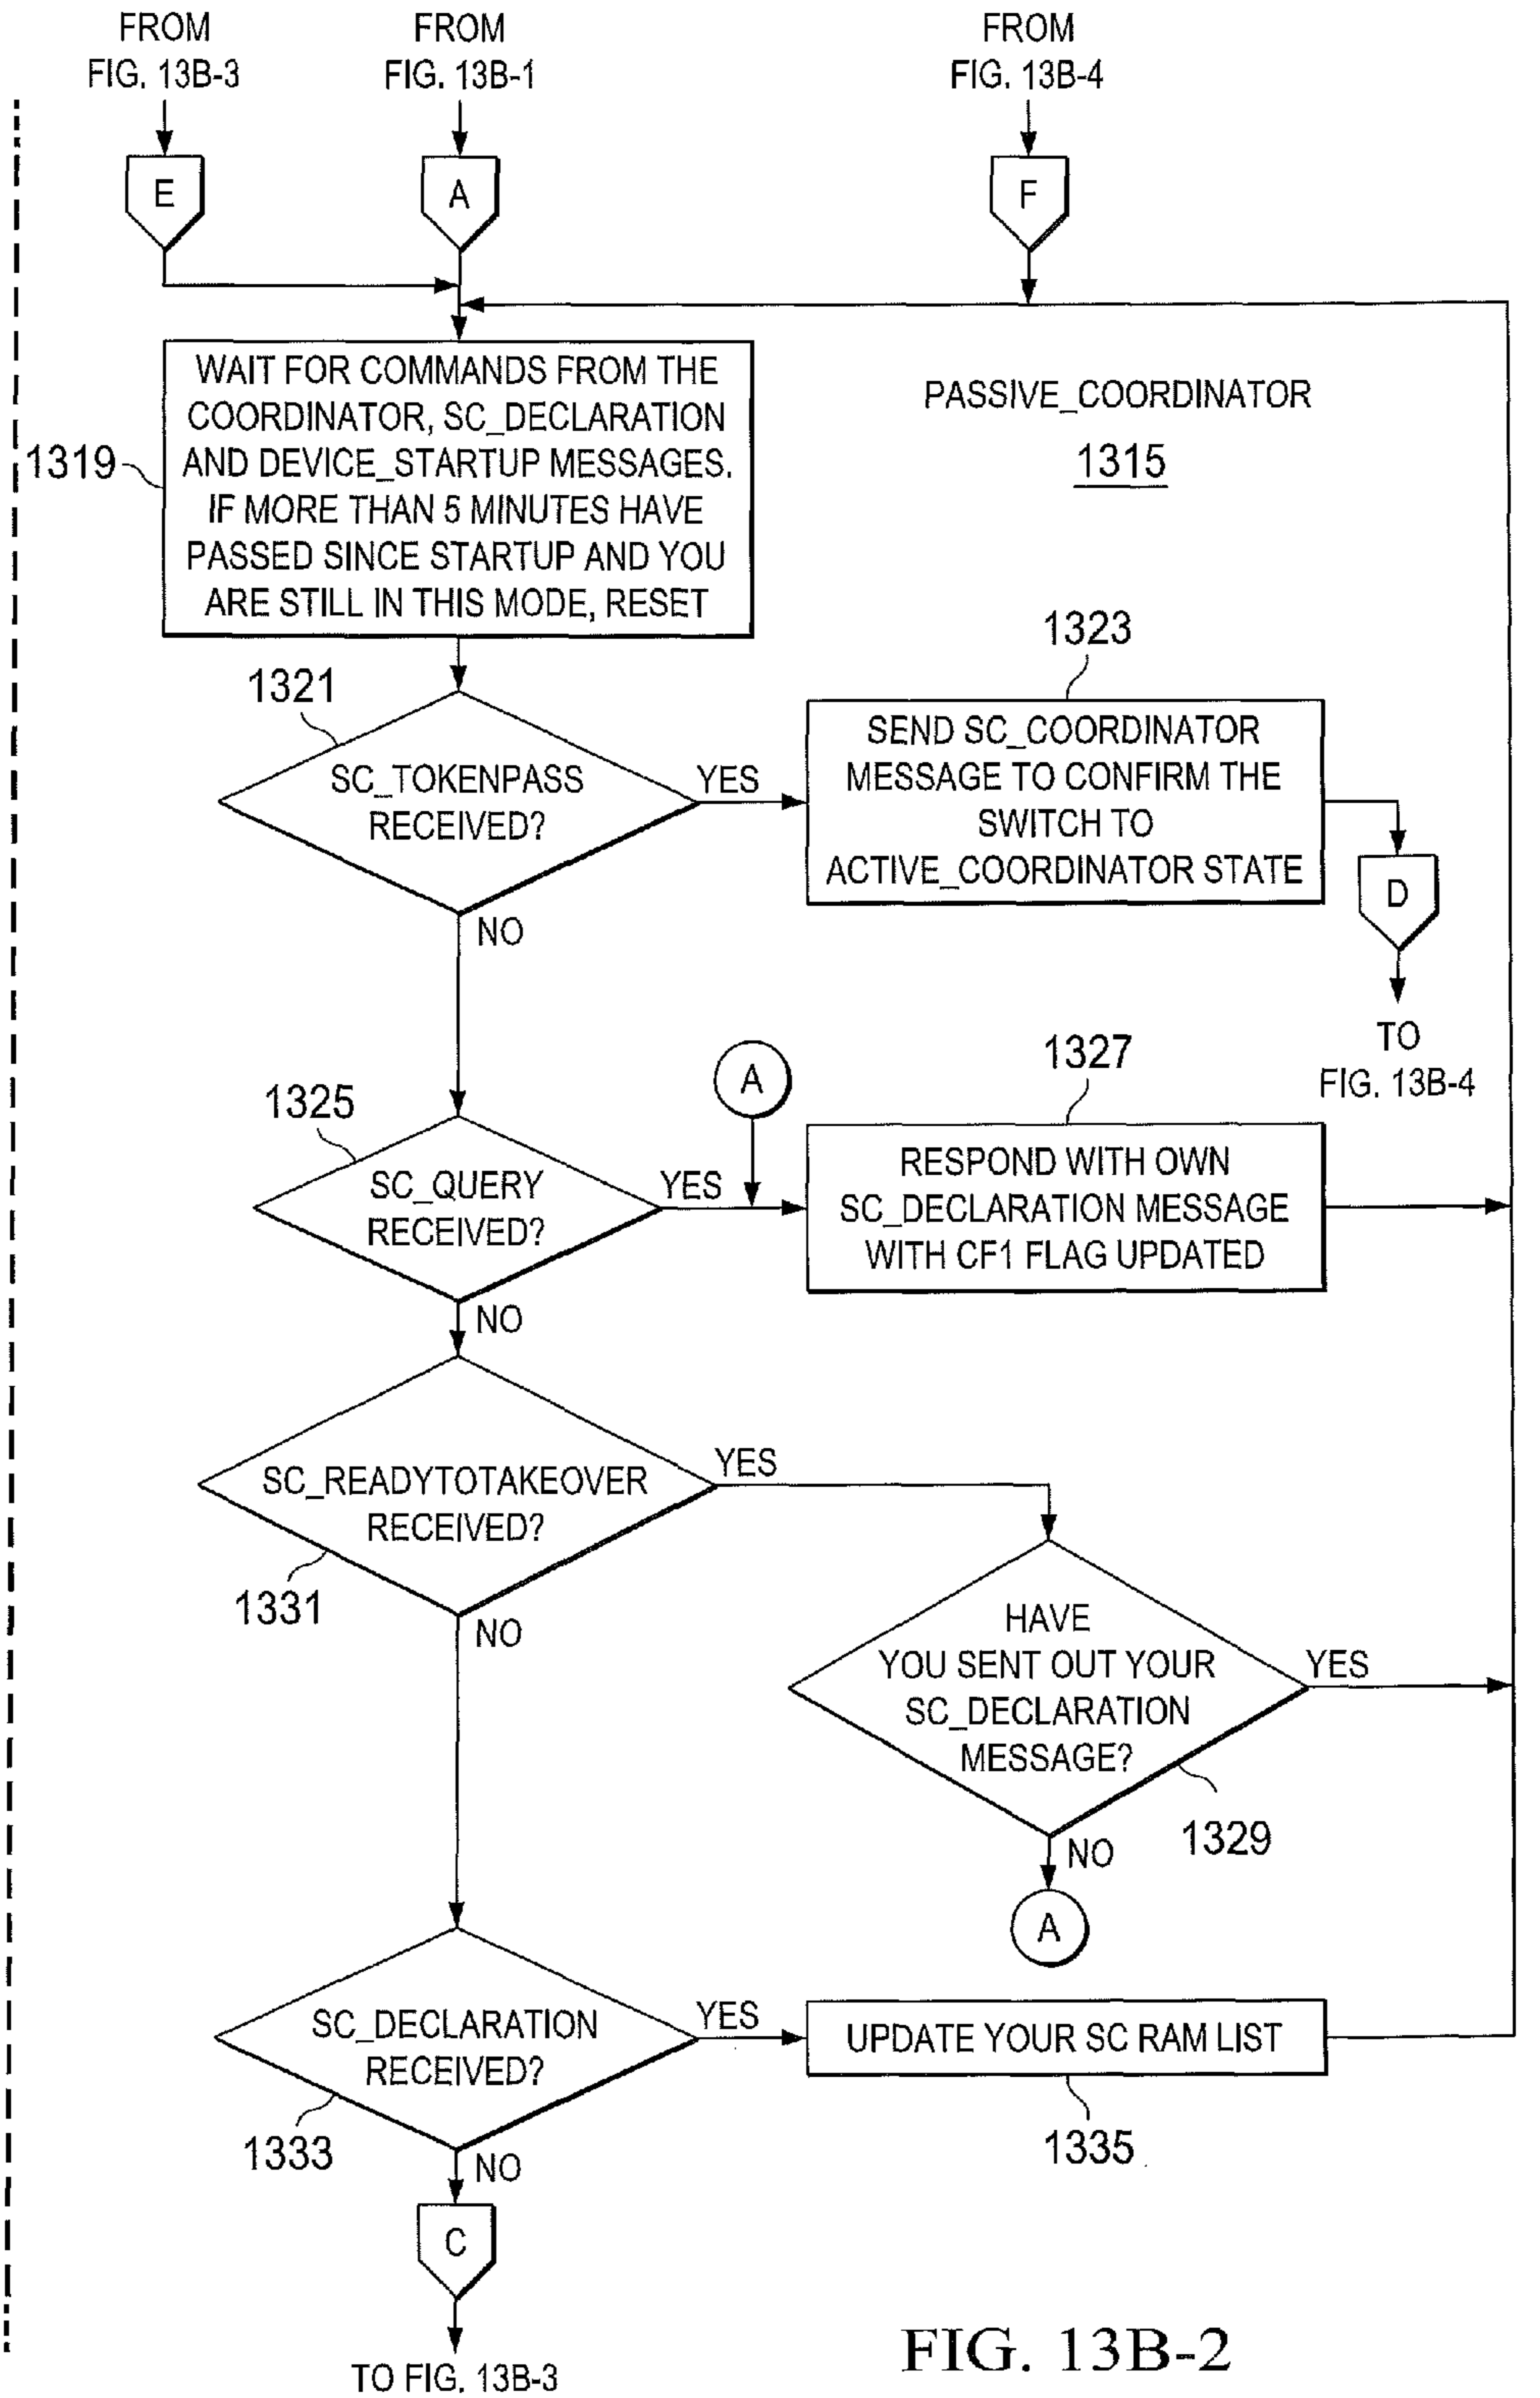 FROM
FIG. 13B-3
FROM
FIG. 13B-1
FROM
FIG. 13B-4
E
A
F
WAIT FOR COMMANDS FROM THE
COORDINATOR, SC_DECLARATION
AND DEVICE_STARTUP MESSAGES.
IF MORE THAN 5 MINUTES HAVE
PASSED SINCE STARTUP AND YOU
ARE STILL IN THIS MODE, RESET
1319
PASSIVE_COORDINATOR
1315
1321
SC_TOKENPASS
RECEIVED?
YES
NO
1323
SEND SC_COORDINATOR
MESSAGE TO CONFIRM THE
SWITCH TO
ACTIVE_COORDINATOR STATE
D
TO
FIG. 13B-4
1325
SC_QUERY
RECEIVED?
YES
NO
A
1327
RESPOND WITH OWN
SC_DECLARATION MESSAGE
WITH CF1 FLAG UPDATED
SC_READYTOTAKEOVER
RECEIVED?
YES
1331
NO
HAVE
YOU SENT OUT YOUR
SC_DECLARATION
MESSAGE?
YES
1329
NO
A
SC_DECLARATION
RECEIVED?
YES
1333
NO
UPDATE YOUR SC RAM LIST
1335
C
TO FIG. 13B-3
FIG. 13B-2